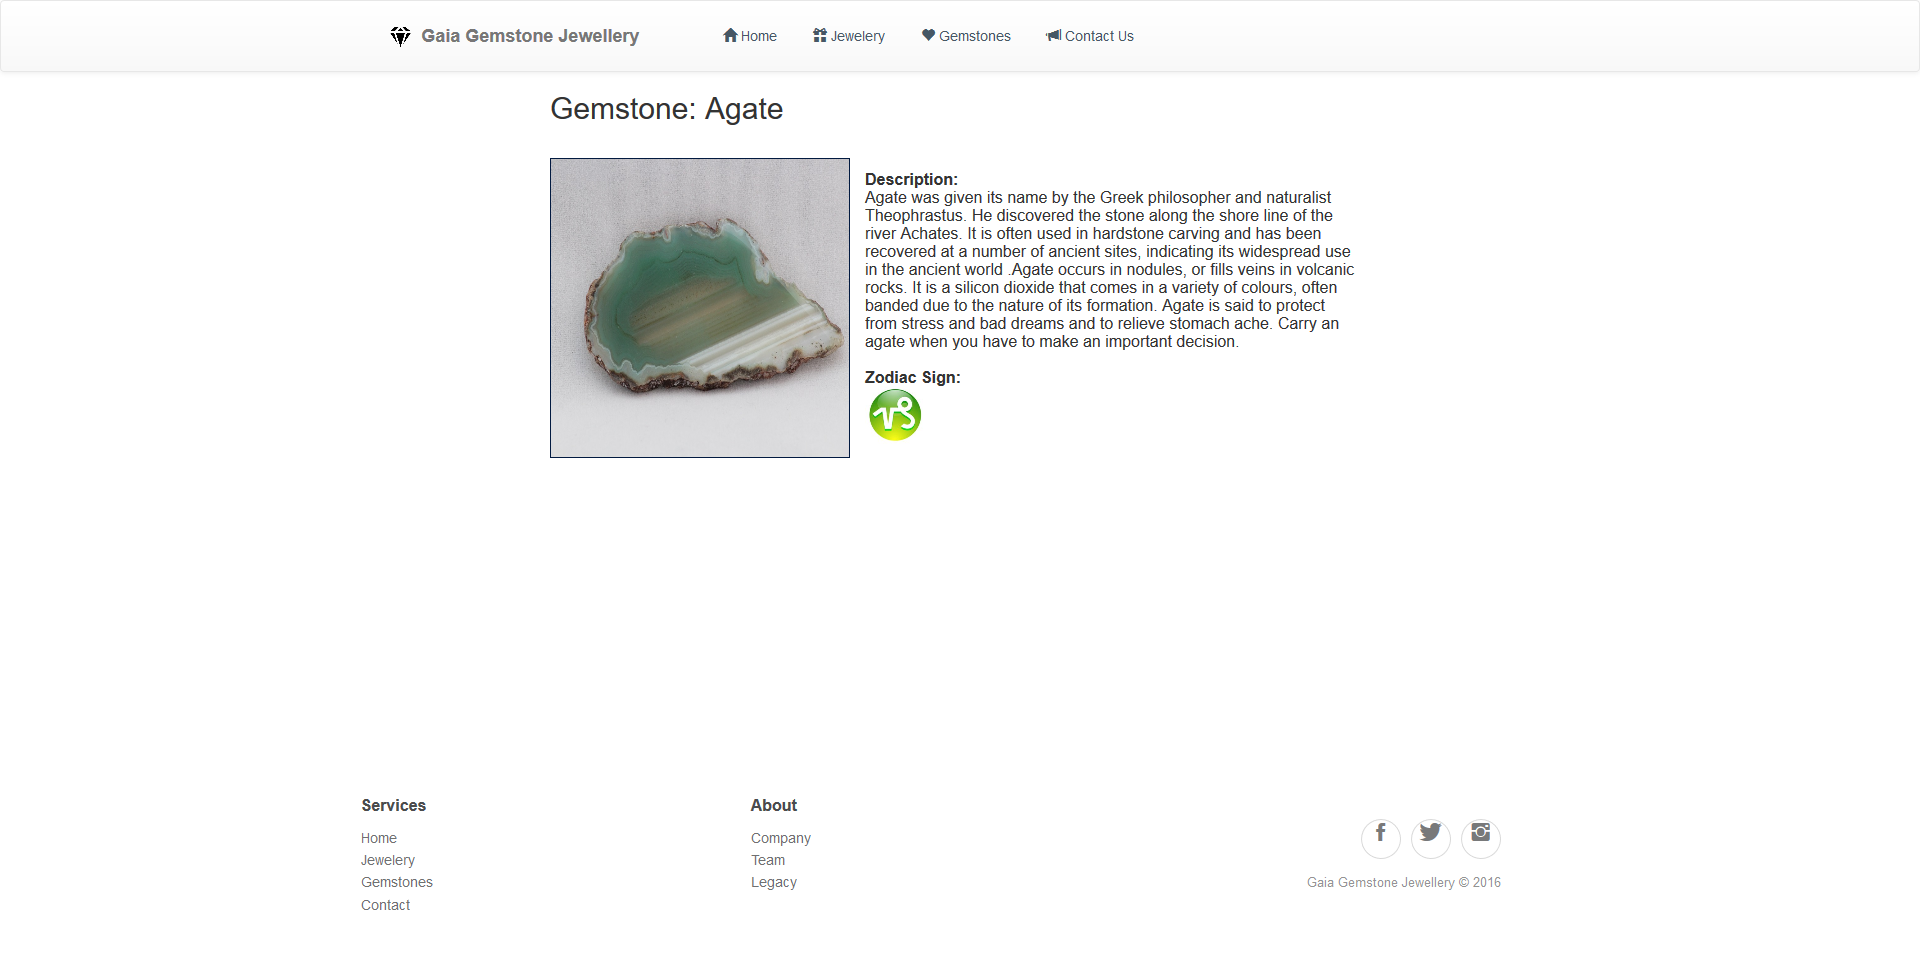 Gaia Gemstone Jewellery
Home
Jewelery
Gemstones
Contact Us
Gemstone: Agate
Description:
Agate was given its name by the Greek philosopher and naturalist
Theophrastus. He discovered the stone along the shore line of the
river Achates. It is often used in hardstone carving and has been
recovered at a number of ancient sites, indicating its widespread use
in the ancient world .Agate occurs in nodules, or fills veins in volcanic
rocks. It is a silicon dioxide that comes in a variety of colours, often
banded due to the nature of its formation. Agate is said to protect
from stress and bad dreams and to relieve stomach ache. Carry an
agate when you have to make an important decision.
Zodiac Sign:
Services
Home
Jewelery
Gemstones
Contact
About
Company
Team
Legacy
Gaia Gemstone Jewellery © 2016